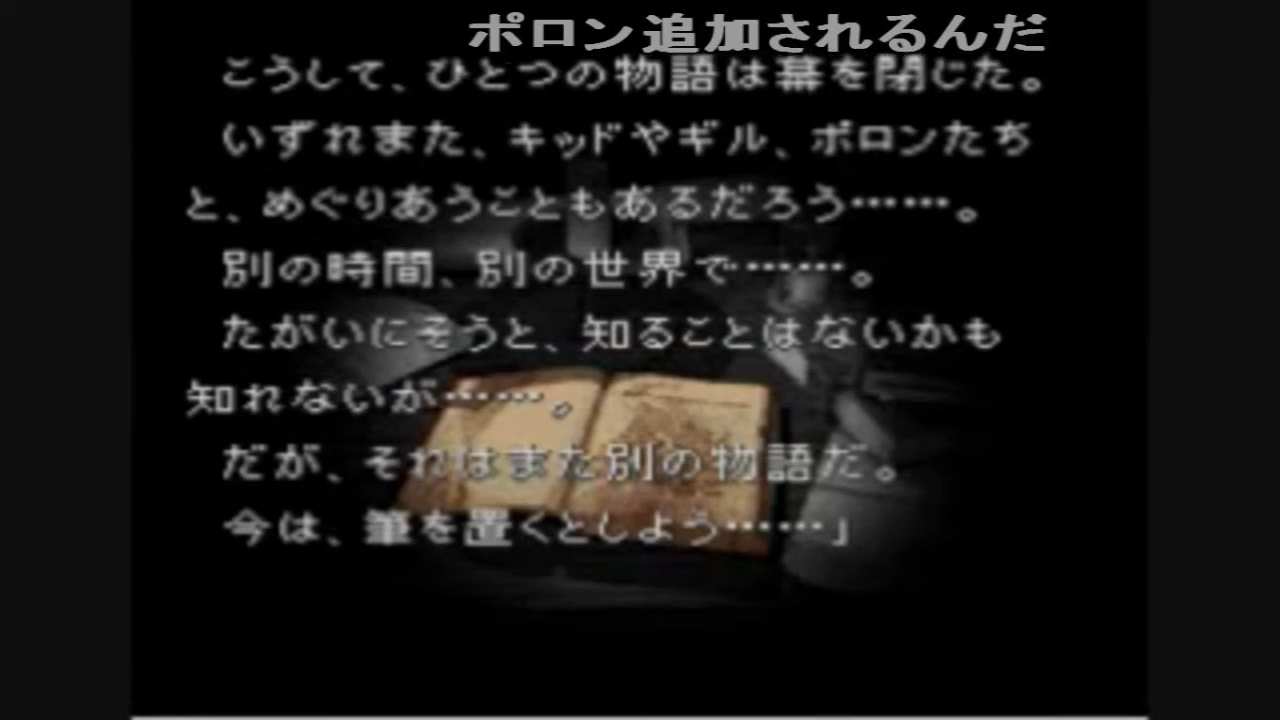 ポロン追加されるんだ
こうして、ひとつの物語は幕を閉じた。
いずれまた、キッドやギル、ポロンたち
と、めぐりあうこともあるだろう……。
別の時間、別の世界で……。
たがいにそうと、知ることはないかも
知れないが……。
だが、それはまた別の物語だ。
今は、筆を置くとしよう……」